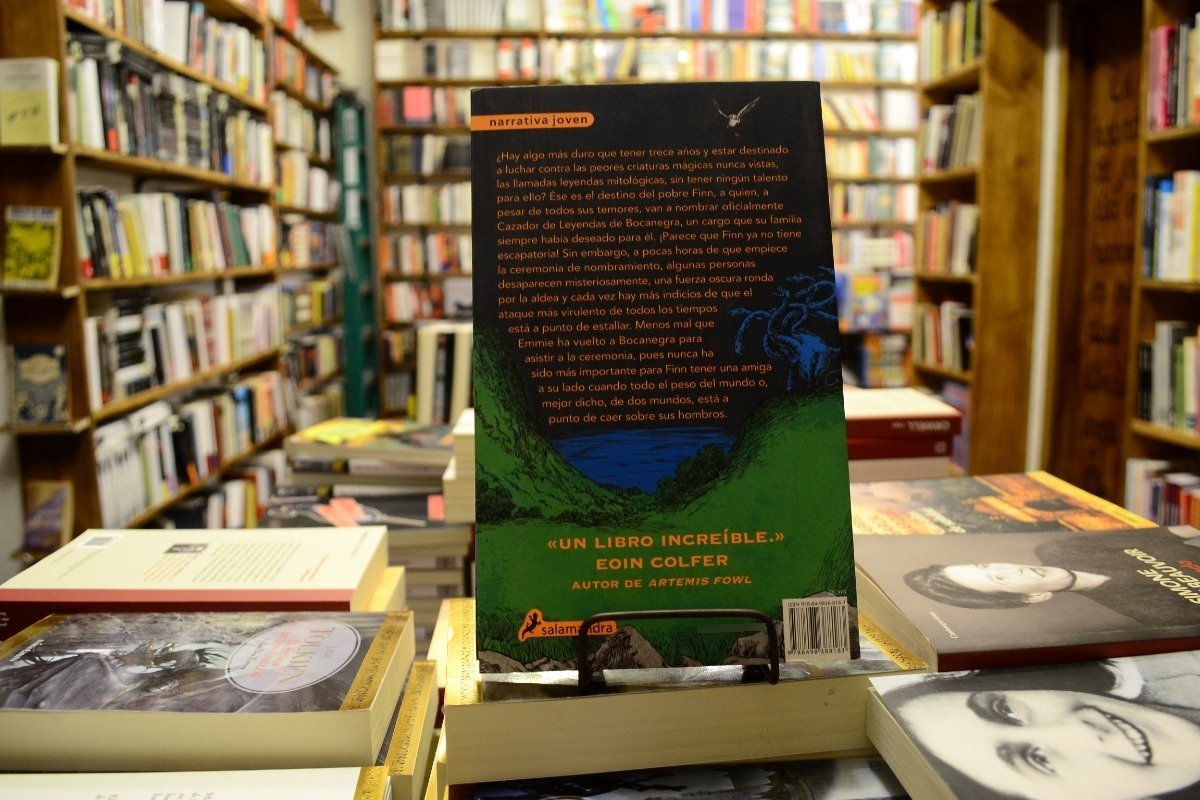 narrativa joven
¿Hay algo más duro que tener trece años y estar destinado
a luchar contra las peores criaturas mágicas nunca vistas,
las llamadas leyendas mitológicas, sin tener ningún talento
para ello? Ése es el destino del pobre Finn, a quien, a
pesar de todos sus temores, van a nombrar oficialmente
Cazador de Leyendas de Bocanegra, un cargo que su familia
siempre había deseado para él. ¡Parece que Finn ya no tiene
escapatoria! Sin embargo, a pocas horas de que empiece
la ceremonia de nombramiento, algunas personas
desaparecen misteriosamente, una fuerza oscura ronda
por la aldea y cada vez hay más indicios de que el
ataque más virulento de todos los tiempos
está a punto de estallar. Menos mal que
Emmie ha vuelto a Bocanegra para
asistir a la ceremonia, pues nunca ha
sido más importante para Finn tener una amiga
a su lado cuando todo el peso del mundo o,
mejor dicho, de dos mundos, está a
punto de caer sobre sus hombros.
«UN LIBRO INCREÍBLE.»
EOIN COLFER
AUTOR DE ARTEMIS FOWL
salamandra
TOLKIEN